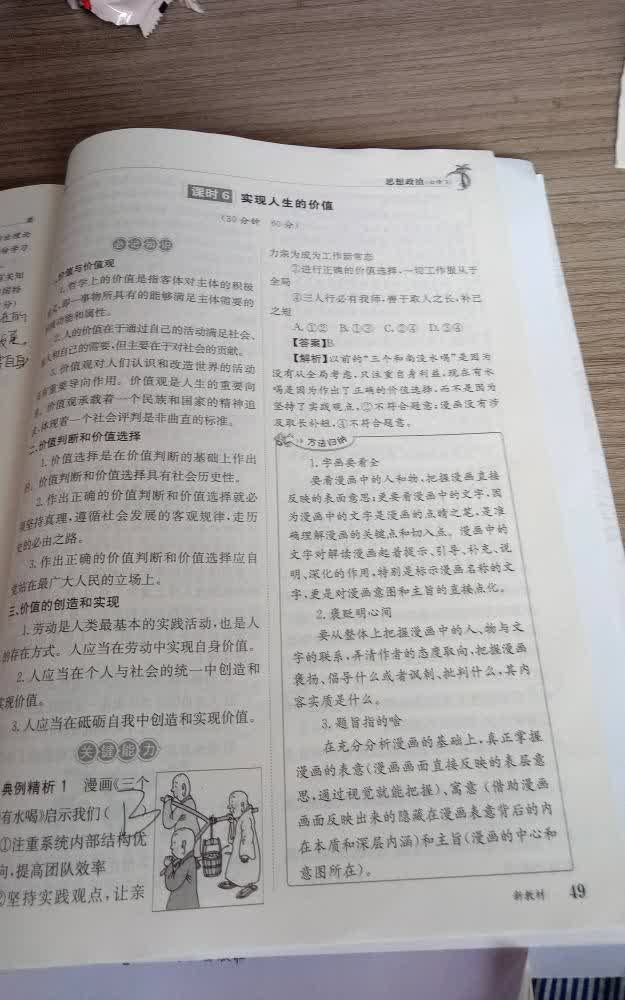 思想政治
课时6 实现人生的价值
(30分钟 60分)
一、价值与价值观
1.哲学上的价值是指客体对主体的积极
意义,即一事物所具有的能够满足主体需要的
功能和属性。
2.人的价值在于通过自己的活动满足社会、
他人和自己的需要,但主要在于对社会的贡献。
3.价值观对人们认识和改造世界的活动
具有重要导向作用。价值观是人生的重要向
导。价值观承载着一个民族和国家的精神追
求,体现着一个社会评判是非曲直的标准。
二、价值判断和价值选择
1.价值选择是在价值判断的基础上作出
的。价值判断和价值选择具有社会历史性。
2.作出正确的价值判断和价值选择就必
须坚持真理,遵循社会发展的客观规律,走历
史的必由之路。
3.作出正确的价值判断和价值选择应自
觉站在最广大人民的立场上。
三、价值的创造和实现
1.劳动是人类最基本的实践活动,也是人
的存在方式。人应当在劳动中实现自身价值。
2.人应当在个人与社会的统一中创造和
实现价值。
3.人应当在砥砺自我中创造和实现价值。
关键能力
典例精析1 漫画《三个
有水喝》启示我们(
B
①注重系统内部结构优
向,提高团队效率
②坚持实践观点,让亲
力亲为成为工作新常态
③进行正确的价值选择,一切工作服从于
全局
④三人行必有我师,善于取人之长,补己
之短
A.①② B.①③ C.②④ D.③④
【答案】B
【解析】以前的“三个和尚没水喝”是因为
没有从全局考虑,只注重自身利益,现在有水
喝是因为作出了正确的价值选择,而不是因为
坚持了实践观点,②不符合题意;漫画没有涉
及取长补短,④不符合题意。
方法归纳
1.字画要看全
要看漫画中的人和物,把握漫画直接
反映的表面意思;更要看漫画中的文字,因
为漫画中的文字是漫画的点睛之笔,是准
确理解漫画的关键点和切入点。漫画中的
文字对解读漫画起着提示、引导、补充、说
明、深化的作用,特别是标示漫画名称的文
字,更是对漫画意图和主旨的直接点化。
2.褒贬明心间
要从整体上把握漫画中的人、物与文
字的联系,弄清作者的态度取向,把握漫画
褒扬、倡导什么或者讽刺、批判什么,其内
容实质是什么。
3.题旨指的啥
在充分分析漫画的基础上,真正掌握
漫画的表意(漫画画面直接反映的表层意
思,通过视觉就能把握)、寓意(借助漫画
画面反映出来的隐藏在漫画表意背后的内
在本质和深层内涵)和主旨(漫画的中心和
意图所在)。
新教材 49